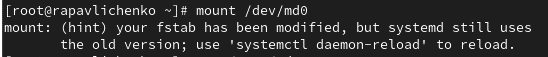 [root@rapavlichenko ~]# mount /dev/md0
mount: (hint) your fstab has been modified, but systemd still uses
       the old version; use 'systemctl daemon-reload' to reload.